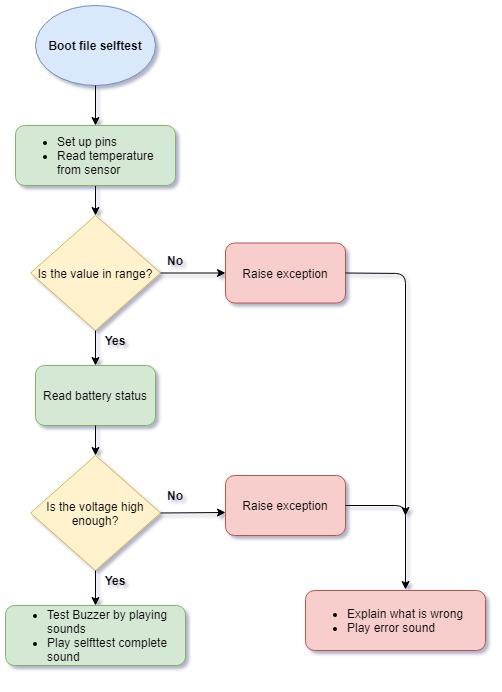 Boot file selftest
• Set up pins
• Read temperature
from sensor
Is the value in range?
No
Raise exception
Yes
Read battery status
Is the voltage high
enough?
No
Raise exception
Yes
• Test Buzzer by playing
sounds
• Play selfttest complete
sound
• Explain what is wrong
• Play error sound